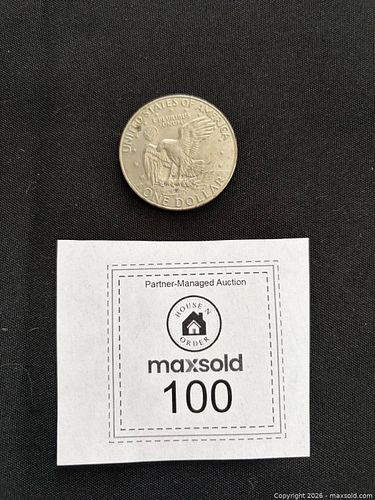 UNITED STATES OF AMERICA
E PLURIBUS
UNUM
ONE DOLLAR
Partner-Managed Auction
HOUSE'N
ORDER
maxsold
100
Copyright 2026 - maxsold.com